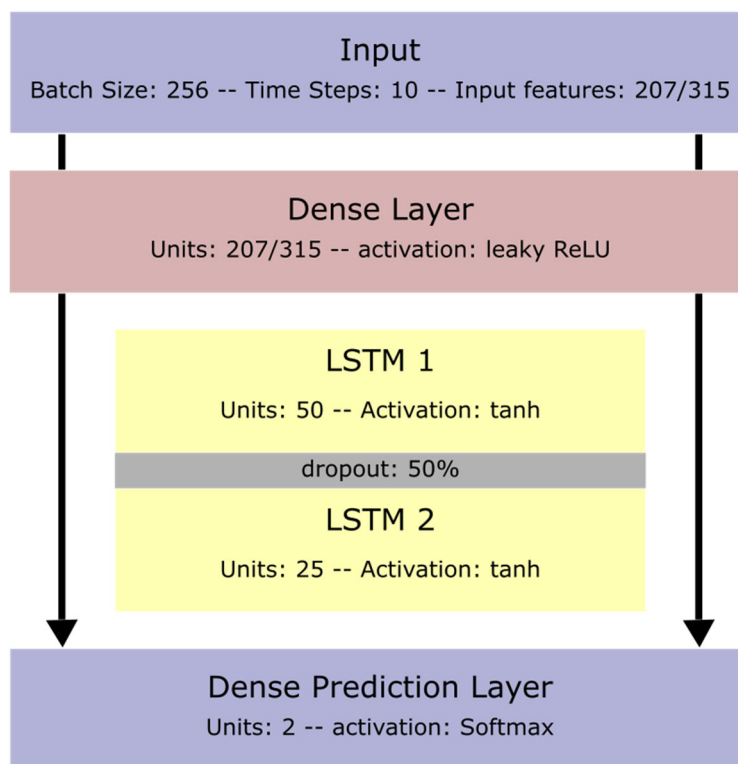 Input
Batch Size: 256 -- Time Steps: 10 -- Input features: 207/315
Dense Layer
Units: 207/315 -- activation: leaky ReLU
LSTM 1
Units: 50 -- Activation: tanh
dropout: 50%
LSTM 2
Units: 25 -- Activation: tanh
Dense Prediction Layer
Units: 2 -- activation: Softmax